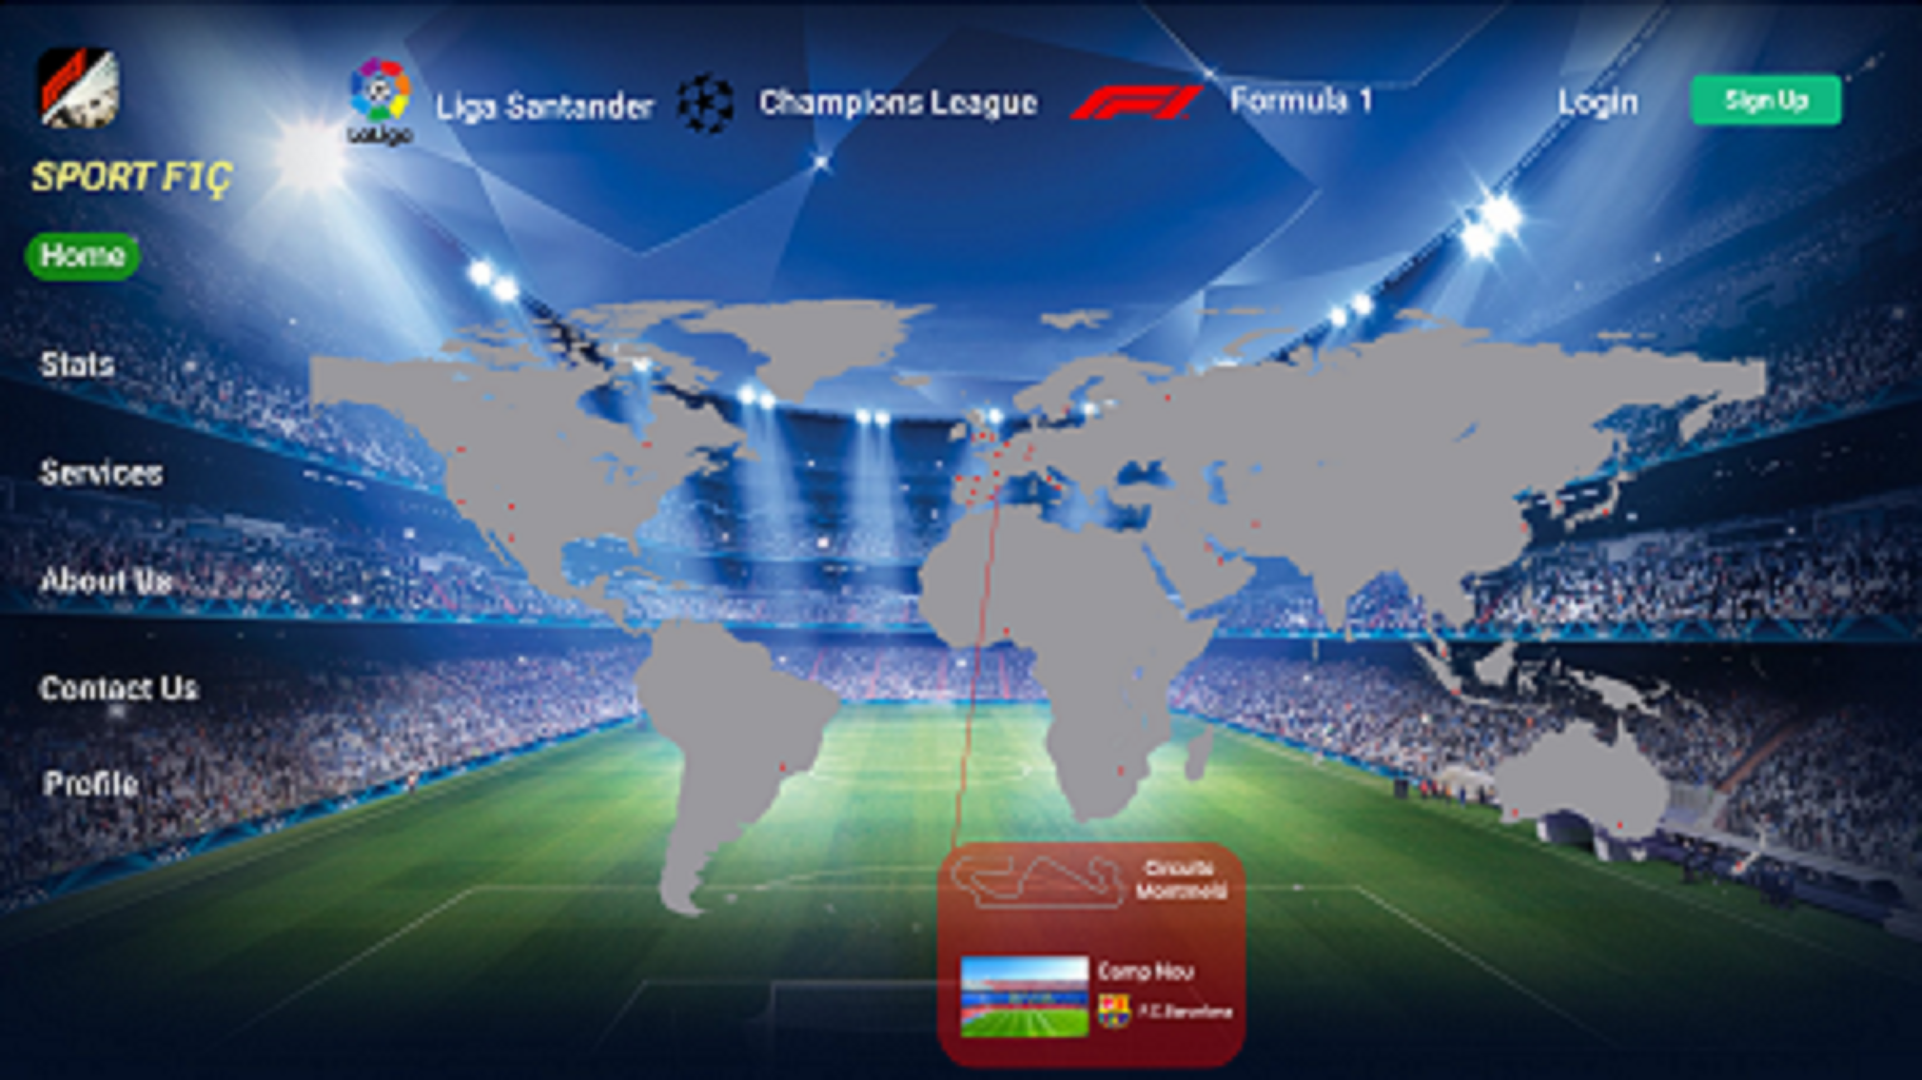 LaLiga
Liga Santander
Champions League
Formula 1
Login
Sign Up
SPORT F1Ç
Home
Stats
Services
About Us
Contact Us
Profile
Circuito
Camp Nou
F.C.Barcelona